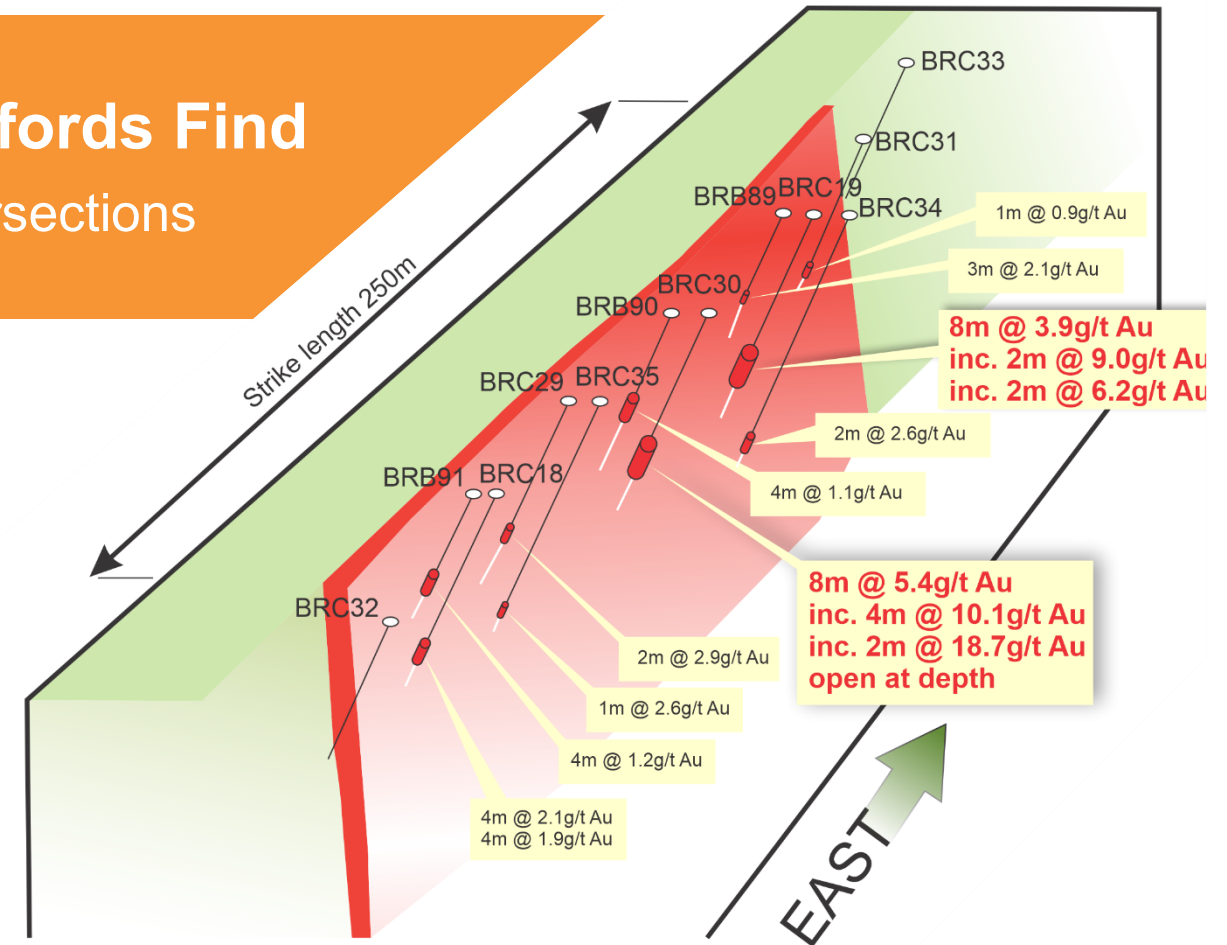 fords Find
rsections
Strike length 250m
BRC33
BRC31
BRB89
BRC19
BRC34
1m @ 0.9g/t Au
3m @ 2.1g/t Au
BRC30
BRB90
8m @ 3.9g/t Au
inc. 2m @ 9.0g/t Au
inc. 2m @ 6.2g/t Au
BRC29
BRC35
2m @ 2.6g/t Au
BRB91
BRC18
4m @ 1.1g/t Au
8m @ 5.4g/t Au
inc. 4m @ 10.1g/t Au
inc. 2m @ 18.7g/t Au
open at depth
BRC32
2m @ 2.9g/t Au
1m @ 2.6g/t Au
4m @ 1.2g/t Au
4m @ 2.1g/t Au
4m @ 1.9g/t Au
EAST